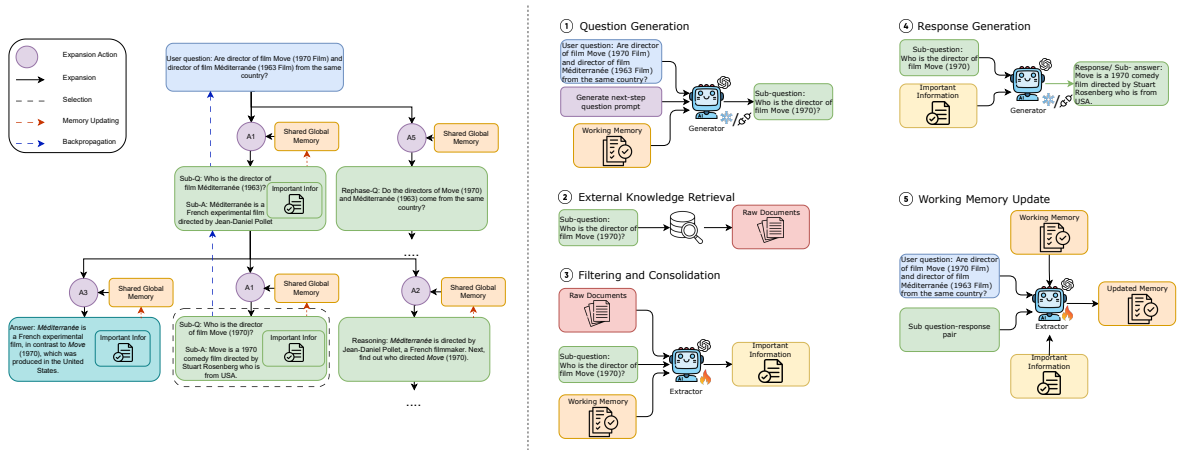 Expansion Action
Expansion
Selection
Memory Updating
Backpropagation
User question: Are director of film Move (1970 Film) and
director of film Méditerranée (1963 Film) from the same
country?
A1
Shared Global
Memory
A5
Shared Global
Memory
Sub-Q: Who is the director of
film Méditerranée (1963)?
Sub-A: Méditerranée is a
French experimental film
directed by Jean-Daniel Pollet
Important Infor
Rephase-Q: Do the directors of Move (1970)
and Méditerranée (1963) come from the same
country?
....
A3
Shared Global
Memory
A1
Shared Global
Memory
A2
Shared Global
Memory
Answer: Méditerranée is
a French experimental
film, in contrast to Move
(1970), which was
produced in the United
States.
Important Infor
Sub-Q: Who is the director
of film Move (1970)?
Sub-A: Move is a 1970
comedy film directed by
Stuart Rosenberg who is
from USA.
Important Infor
Reasoning: Méditerranée is directed by
Jean-Daniel Pollet, a French filmmaker. Next,
find out who directed Move (1970).
....
1 Question Generation
User question: Are director
of film Move (1970 Film)
and director of film
Méditerranée (1963 Film)
from the same country?
Generate next-step
question prompt
Working Memory
AI
Generator
Sub-question:
Who is the director of
film Move (1970)?
2 External Knowledge Retrieval
Sub-question:
Who is the director of
film Move (1970)?
Raw Documents
3 Filtering and Consolidation
Raw Documents
Sub-question:
Who is the director of
film Move (1970)?
Working Memory
AI
Extractor
Important
Information
4 Response Generation
Sub-question:
Who is the director of
film Move (1970)
Important
Information
AI
Generator
Response/ Sub- answer:
Move is a 1970 comedy
film directed by Stuart
Rosenberg who is from
USA.
5 Working Memory Update
Working Memory
User question: Are director
of film Move (1970 Film)
and director of film
Méditerranée (1963 Film)
from the same country?
Sub question-response
pair
AI
Extractor
Important
Information
Updated Memory